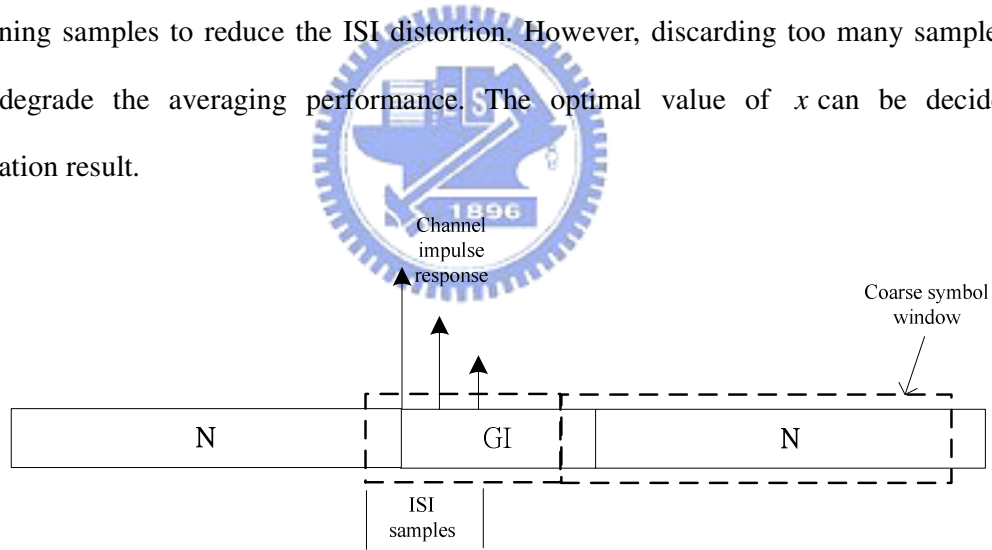 ning samples to reduce the ISI distortion. However, discarding too many sample
degrade the averaging performance. The optimal value of x can be decide
ation result.
1896
Channel
impulse
response
Coarse symbol
window
N
GI
N
ISI
samples